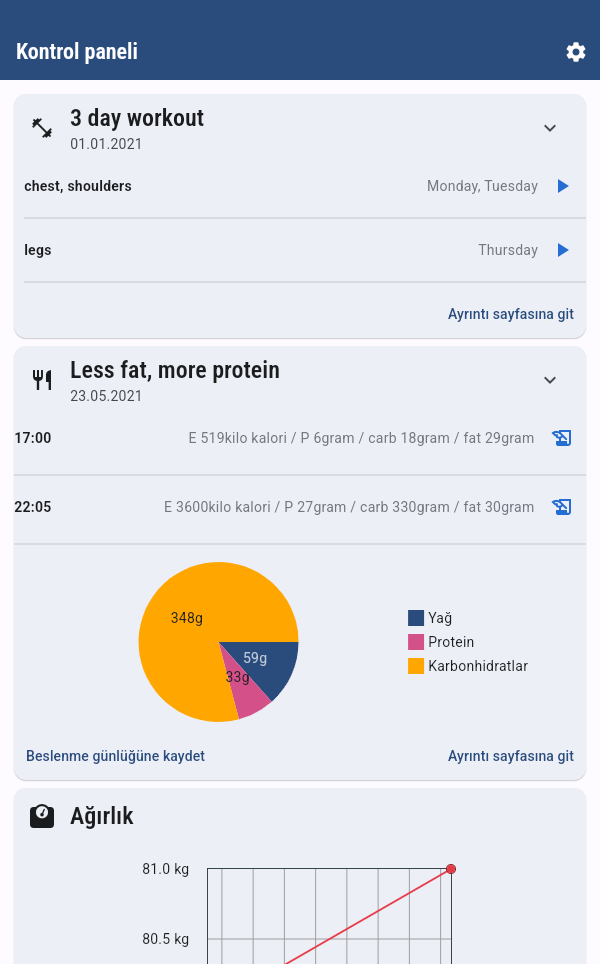 Kontrol paneli
3 day workout
01.01.2021
chest, shoulders Monday, Tuesday
legs Thursday
Ayrıntı sayfasına git
Less fat, more protein
23.05.2021
17:00 E 519kilo kalori / P 6gram / carb 18gram / fat 29gram
22:05 E 3600kilo kalori / P 27gram / carb 330gram / fat 30gram
348g
59g
33g
Yağ
Protein
Karbonhidratlar
Beslenme günlüğüne kaydet Ayrıntı sayfasına git
Ağırlık
81.0 kg
80.5 kg